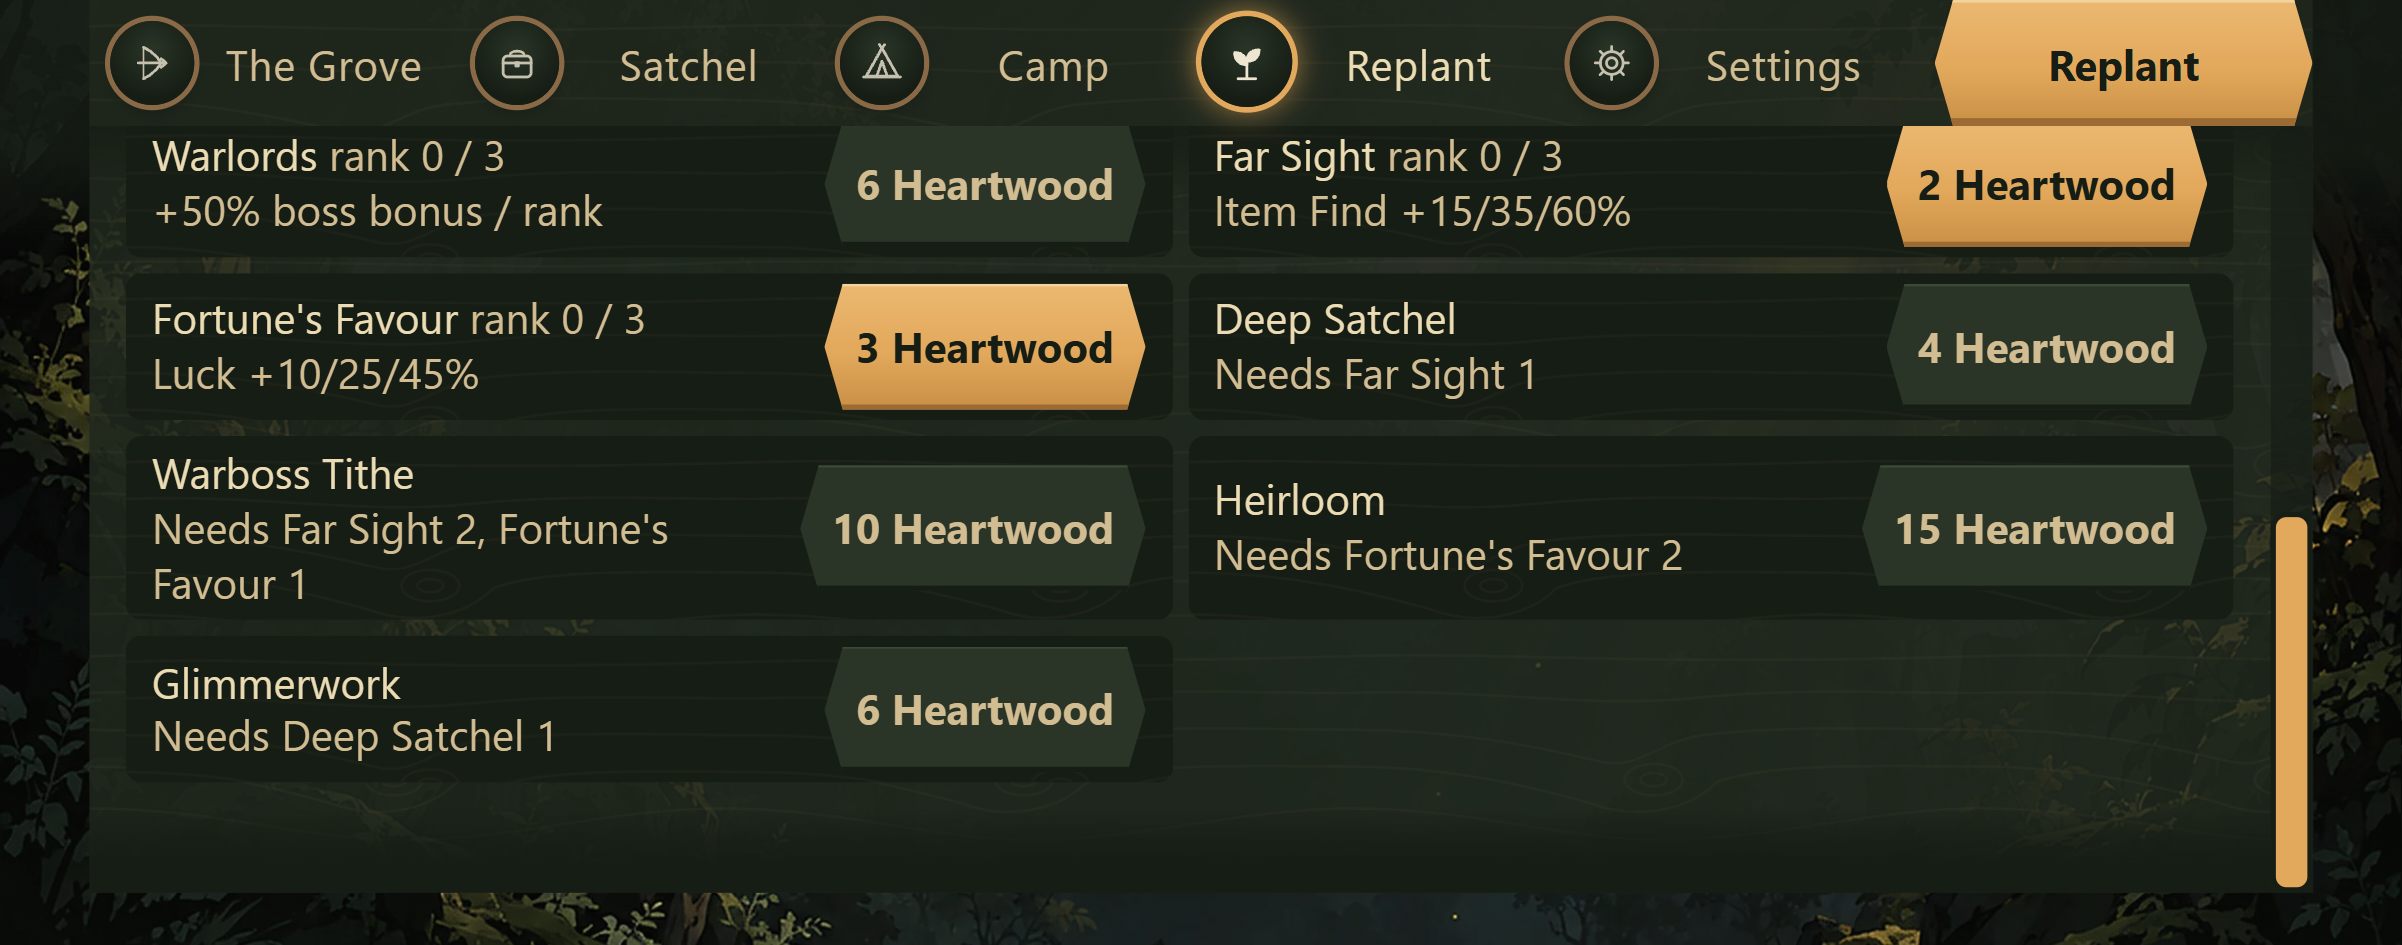 The Grove Satchel Camp Replant Settings Replant
Warlords rank 0 / 3
+50% boss bonus / rank
6 Heartwood
Far Sight rank 0 / 3
Item Find +15/35/60%
2 Heartwood
Fortune's Favour rank 0 / 3
Luck +10/25/45%
3 Heartwood
Deep Satchel
Needs Far Sight 1
4 Heartwood
Warboss Tithe
Needs Far Sight 2, Fortune's
Favour 1
10 Heartwood
Heirloom
Needs Fortune's Favour 2
15 Heartwood
Glimmerwork
Needs Deep Satchel 1
6 Heartwood